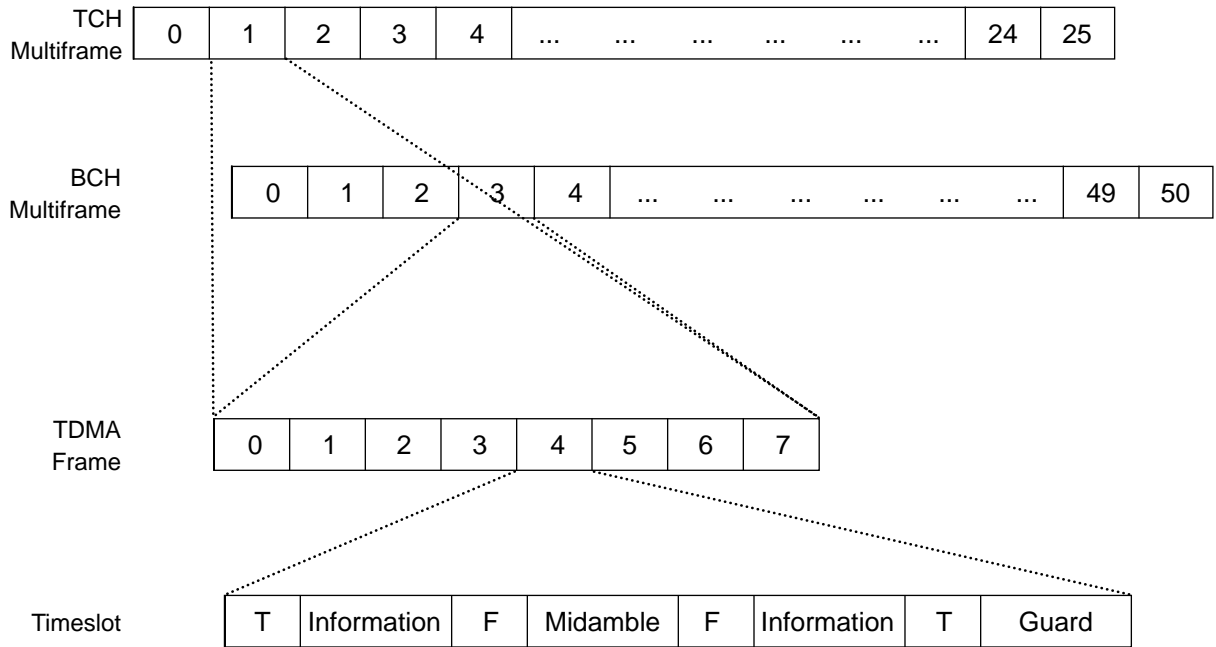 TCH
Multiframe
0 1 2 3 4 ... ... ... ... ... ... 24 25
BCH
Multiframe
0 1 2 3 4 ... ... ... ... ... ... 49 50
TDMA
Frame
0 1 2 3 4 5 6 7
Timeslot
T Information F Midamble F Information T Guard